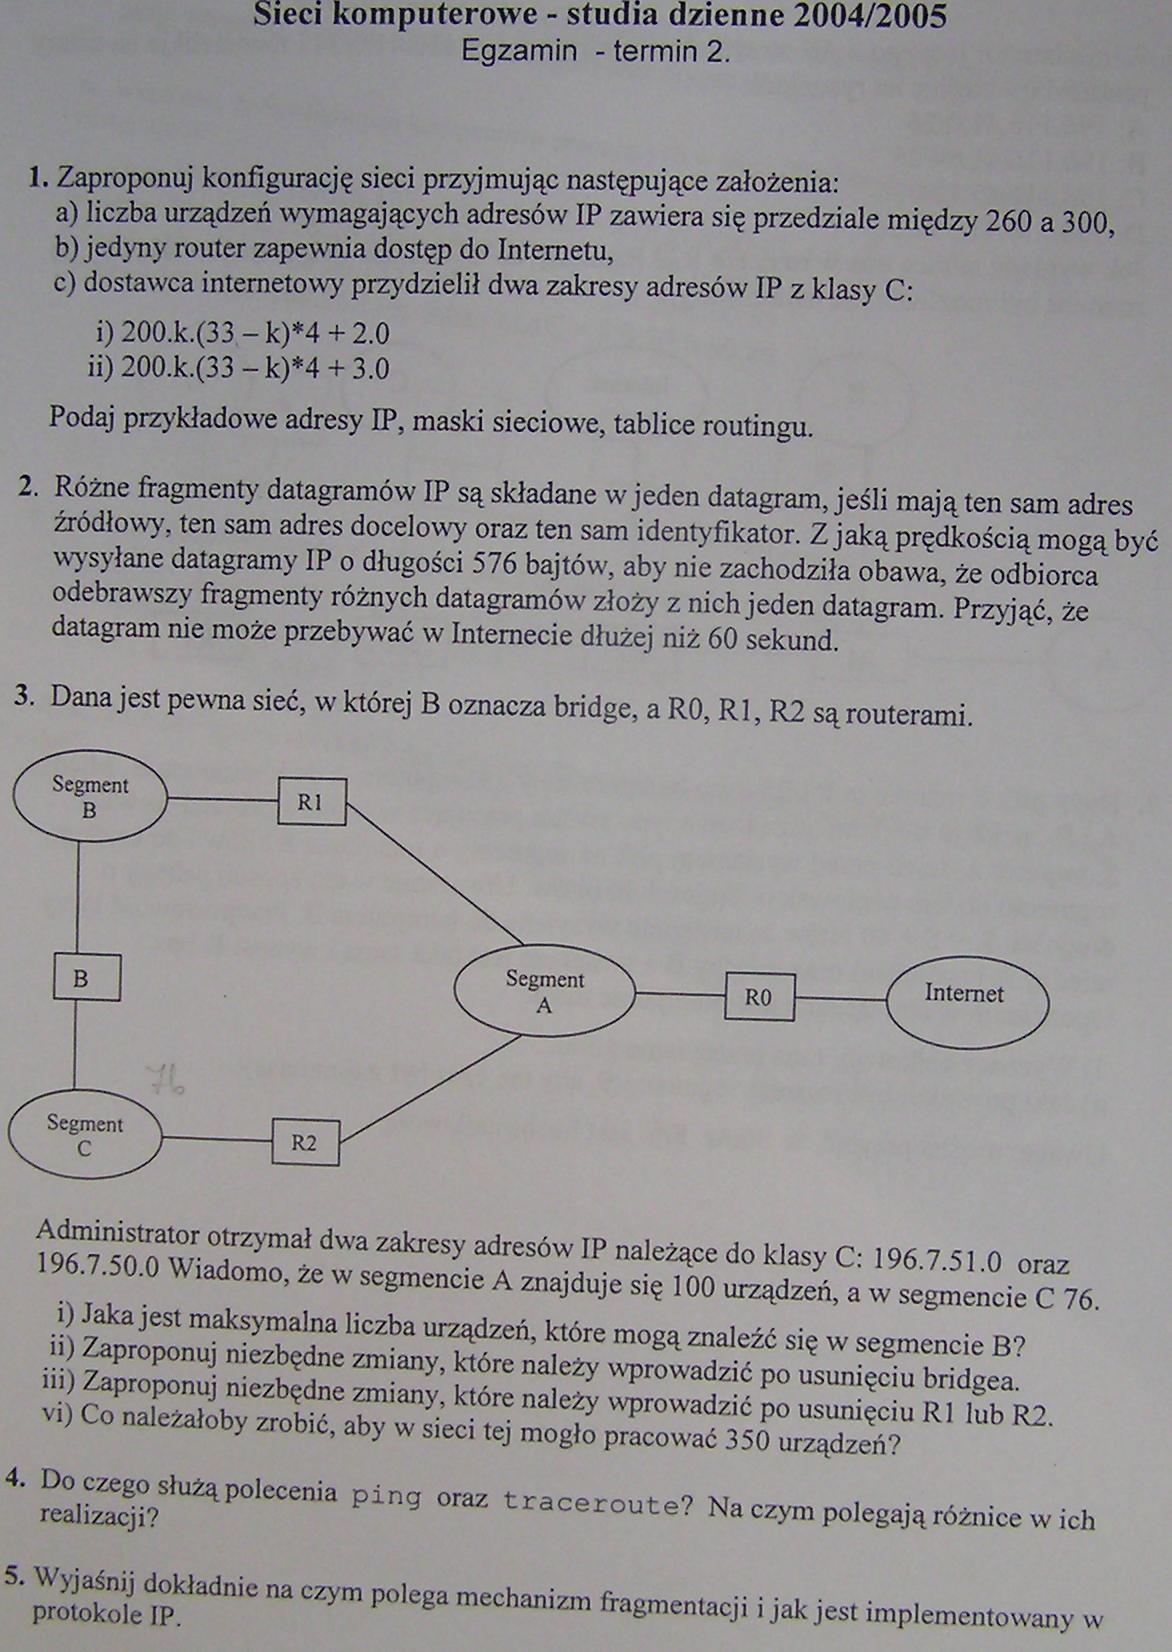 Sieci komputerowe - studia dzienne 2004/2005
Egzamin - termin 2.
1. Zaproponuj konfigurację sieci przyjmując następujące założenia:
a) liczba urządzeń wymagających adresów IP zawiera się przedziale między 260 a 300,
b) jedyny router zapewnia dostęp do Internetu,
c) dostawca internetowy przydzielił dwa zakresy adresów IP z klasy C:
i) 200.k.(33 – k)*4 + 2.0
ii) 200.k.(33 – k)*4 + 3.0
Podaj przykładowe adresy IP, maski sieciowe, tablice routingu.
2. Różne fragmenty datagramów IP są składane w jeden datagram, jeśli mają ten sam adres
źródłowy, ten sam adres docelowy oraz ten sam identyfikator. Z jaką prędkością mogą być
wysyłane datagramy IP o długości 576 bajtów, aby nie zachodziła obawa, że odbiorca
odebrawszy fragmenty różnych datagramów złoży z nich jeden datagram. Przyjąć, że
datagram nie może przebywać w Internecie dłużej niż 60 sekund.
3. Dana jest pewna sieć, w której B oznacza bridge, a R0, R1, R2 są routerami.
Segment
B
R1
B
Segment
A
R0
Internet
76
Segment
C
R2
Administrator otrzymał dwa zakresy adresów IP należące do klasy C: 196.7.51.0 oraz
196.7.50.0 Wiadomo, że w segmencie A znajduje się 100 urządzeń, a w segmencie C 76.
i) Jaka jest maksymalna liczba urządzeń, które mogą znaleźć się w segmencie B?
ii) Zaproponuj niezbędne zmiany, które należy wprowadzić po usunięciu bridgea.
iii) Zaproponuj niezbędne zmiany, które należy wprowadzić po usunięciu R1 lub R2.
vi) Co należałoby zrobić, aby w sieci tej mogło pracować 350 urządzeń?
4. Do czego służą polecenia ping oraz traceroute? Na czym polegają różnice w ich
realizacji?
5. Wyjaśnij dokładnie na czym polega mechanizm fragmentacji i jak jest implementowany w
protokole IP.